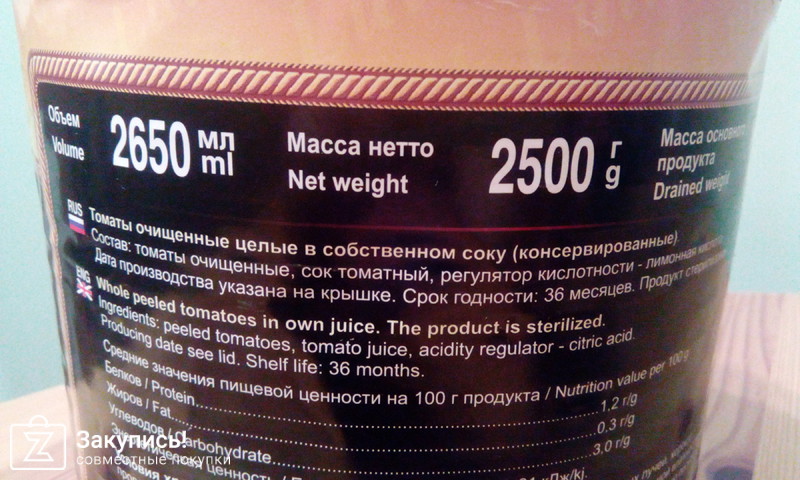 Объем
Volume
2650 мл
ml
Масса нетто
Net weight
2500 г
g
Масса
продукта
Drained
RUS
Томаты очищенные целые в собственном соку (консервированные)
Состав: томаты очищенные, сок томатный, регулятор кислотности - лимонная
Дата производства указана на крышке. Срок годности: 36 месяцев. Продукт
ENG
Whole peeled tomatoes in own juice. The product is sterilized.
Ingredients: peeled tomatoes, tomato juice, acidity regulator - citric acid.
Producing date see lid. Shelf life: 36 months.
Средние значения пищевой ценности на 100 г продукта / Nutrition value per 100 g
Белков / Protein 1,2 г/g
Жиров / Fat 0,3 г/g
Углеводов / Carbohydrate 3,0 г/g
ценность /
Закупись!
совместные покупки